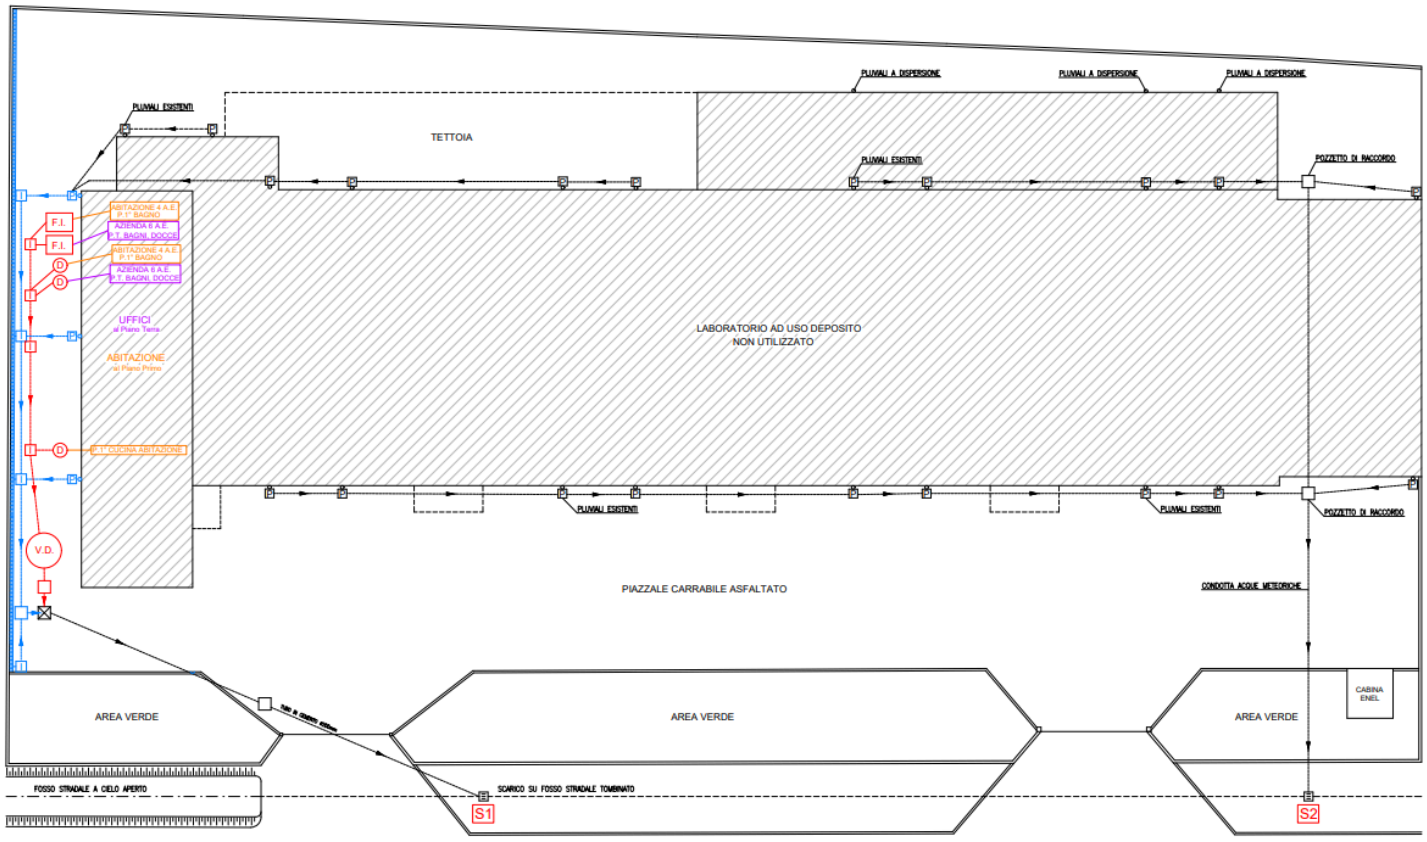 PLUVIALI A DISPERSIONE
PLUVIALI A DISPERSIONE
PLUVIALI A DISPERSIONE
PLUVIALI ESISTENTI
TETTOIA
PLUVIALI ESISTENTI
POZZETTO DI RACCORDO
P
P
P
P
P
P
P
P
P
P
P
I
P
F.I.
ABITAZIONE 4 A.E.
P.1° BAGNO
I
F.I.
AZIENDA 6 A.E.
P.T. BAGNI, DOCCE
D
ABITAZIONE 4 A.E.
P.1° BAGNO
I
D
AZIENDA 6 A.E.
P.T. BAGNI, DOCCE
UFFICI
al Piano Terra
I
P
I
ABITAZIONE
al Piano Primo
LABORATORIO AD USO DEPOSITO
NON UTILIZZATO
I
D
P 1° CUCINA ABITAZIONE
I
P
P
P
P
P
P
P
P
P
P
PLUVIALI ESISTENTI
PLUVIALI ESISTENTI
POZZETTO DI RACCORDO
V.D.
PIAZZALE CARRABILE ASFALTATO
CONDOTTA ACQUE METEORICHE
I
AREA VERDE
AREA VERDE
AREA VERDE
CABINA
ENEL
TUBO IN CEMENTO
FOSSO STRADALE A CIELO APERTO
SCARICO SU FOSSO STRADALE TOMBINATO
S1
S2